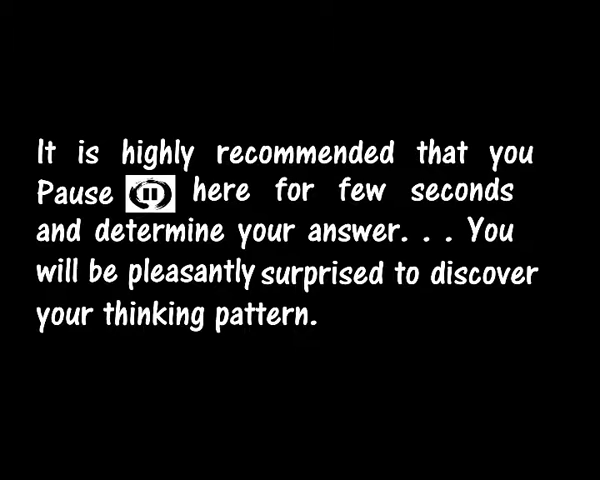 It is highly recommended that you
Pause here for few seconds
and determine your answer. . . You
will be pleasantly surprised to discover
your thinking pattern.